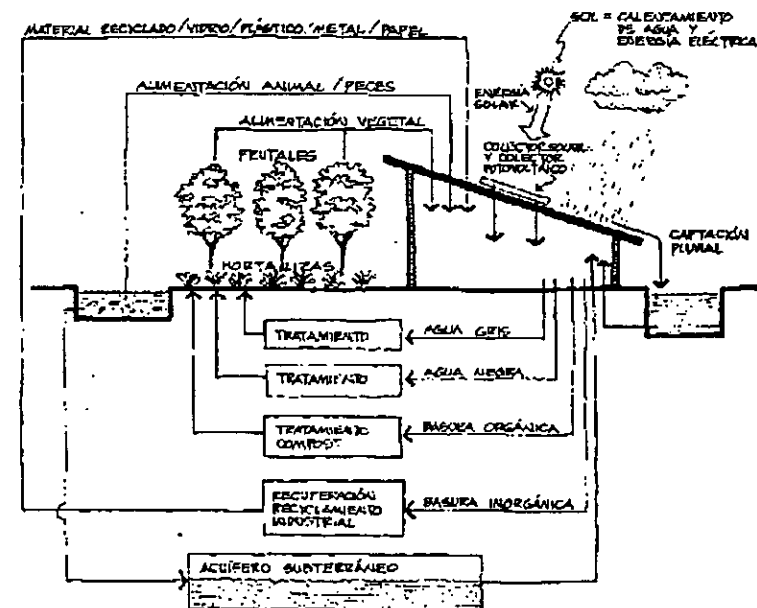 MATERIAL RECICLADO/VIDRIO/PLÁSTICO/METAL/PAPEL
SOL = CALENTAMIENTO
DE AGUA Y
ENERGÍA ELÉCTRICA
ALIMENTACIÓN ANIMAL / PECES
ENERGÍA
SOLAR
ALIMENTACIÓN VEGETAL
FRUTALES
COLECTOR SOLAR
Y COLECTOR
FOTOVOLTAICO
CAPTACIÓN
PLUVIAL
HORTALIZAS
TRATAMIENTO
AGUA GRIS
TRATAMIENTO
AGUA NEGRA
TRATAMIENTO
COMPOST
BASURA ORGÁNICA
RECUPERACIÓN
RECICLAMIENTO
INDUSTRIAL
BASURA INORGÁNICA
ACUÍFERO SUBTERRÁNEO